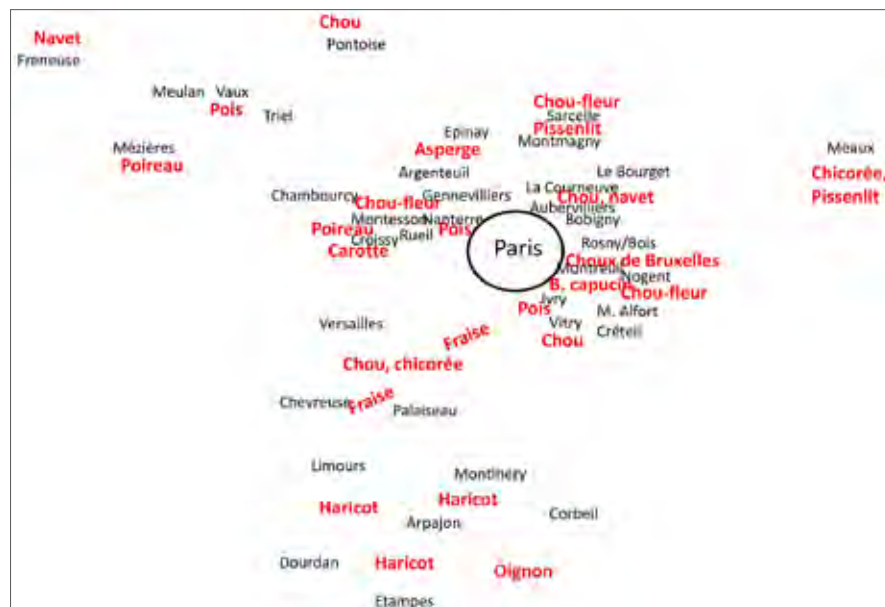 Chou
Navet
Pontoise
Freneuse
Meulan
Vaux
Chou-fleur
Pois
Triel
Sarcelle
Pissenlit
Epinay
Montmagny
Mézières
Asperge
Meaux
Poireau
Argenteuil
Le Bourget
Chicorée,
La Courneuve
Chambourcy
Gennevilliers
Chou, navet
Pissenlit
Chou-fleur
Aubervilliers
Montesson
Nanterre
Bobigny
Poireau
Rueil
Pois
Croissy
Paris
Rosny/Bois
Carotte
Choux de Bruxelles
Montreuil
Nogent
B. capucin
Chou-fleur
Ivry
Pois
M. Alfort
Versailles
Vitry
Créteil
Fraise
Chou
Chou, chicorée
Chevreuse
Fraise
Palaiseau
Limours
Montlhéry
Haricot
Haricot
Corbeil
Arpajon
Dourdan
Haricot
Oignon
Etampes